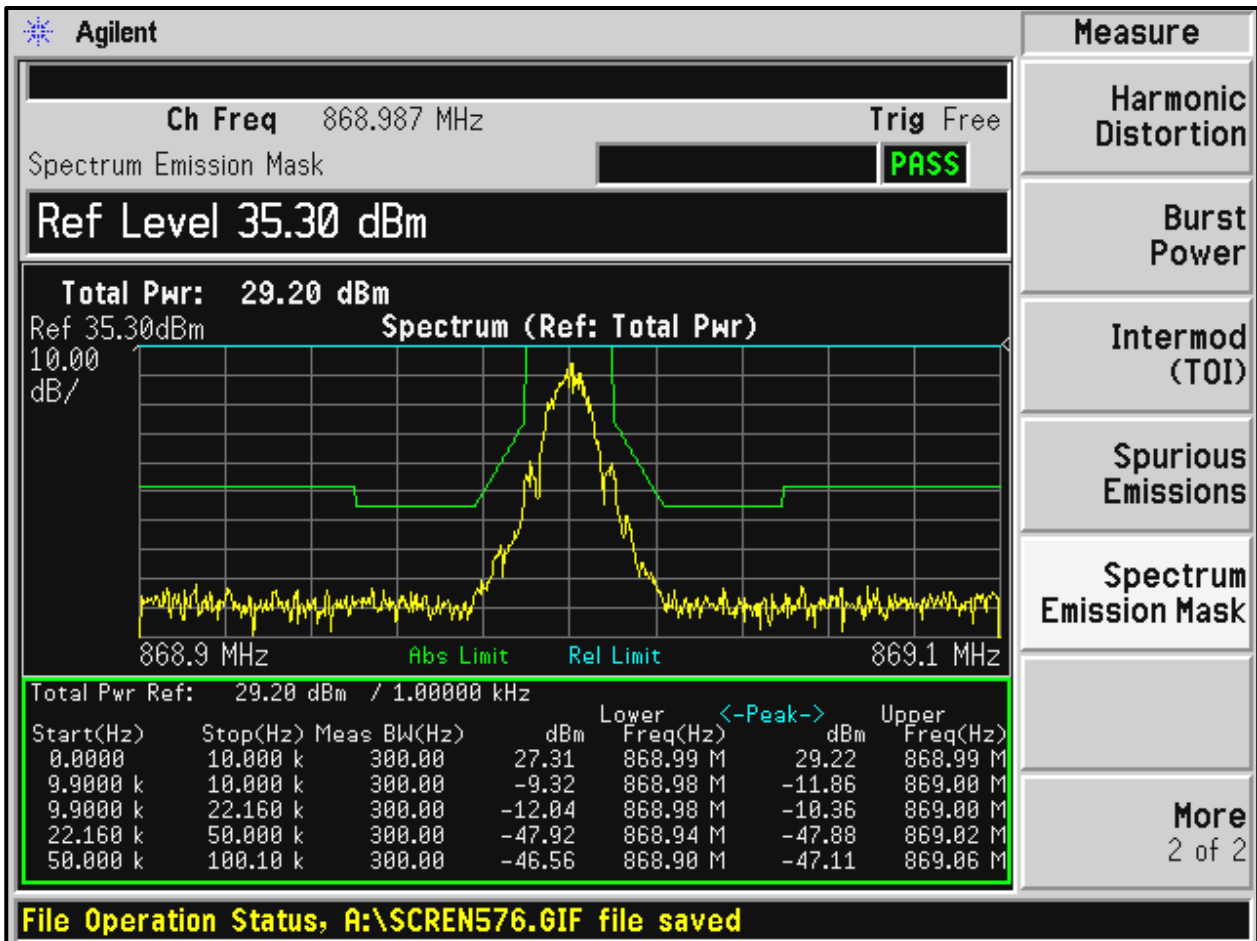 Agilent
Measure
Ch Freq 868.987 MHz Trig Free
Spectrum Emission Mask PASS
Ref Level 35.30 dBm
Total Pwr: 29.20 dBm
Ref 35.30dBm Spectrum (Ref: Total Pwr)
10.00
dB/
868.9 MHz Abs Limit Rel Limit 869.1 MHz
Total Pwr Ref: 29.20 dBm / 1.00000 kHz
Lower <-Peak-> Upper
Start(Hz) Stop(Hz) Meas BW(Hz) dBm Freq(Hz) dBm Freq(Hz)
0.0000 10.000 k 300.00 27.31 868.99 M 29.22 868.99 M
9.9000 k 10.000 k 300.00 -9.32 868.98 M -11.86 869.00 M
9.9000 k 22.160 k 300.00 -12.04 868.98 M -10.36 869.00 M
22.160 k 50.000 k 300.00 -47.92 868.94 M -47.88 869.02 M
50.000 k 100.10 k 300.00 -46.56 868.90 M -47.11 869.06 M
Harmonic
Distortion
Burst
Power
Intermod
(TOI)
Spurious
Emissions
Spectrum
Emission Mask
More
2 of 2
File Operation Status, A:\SCREN576.GIF file saved